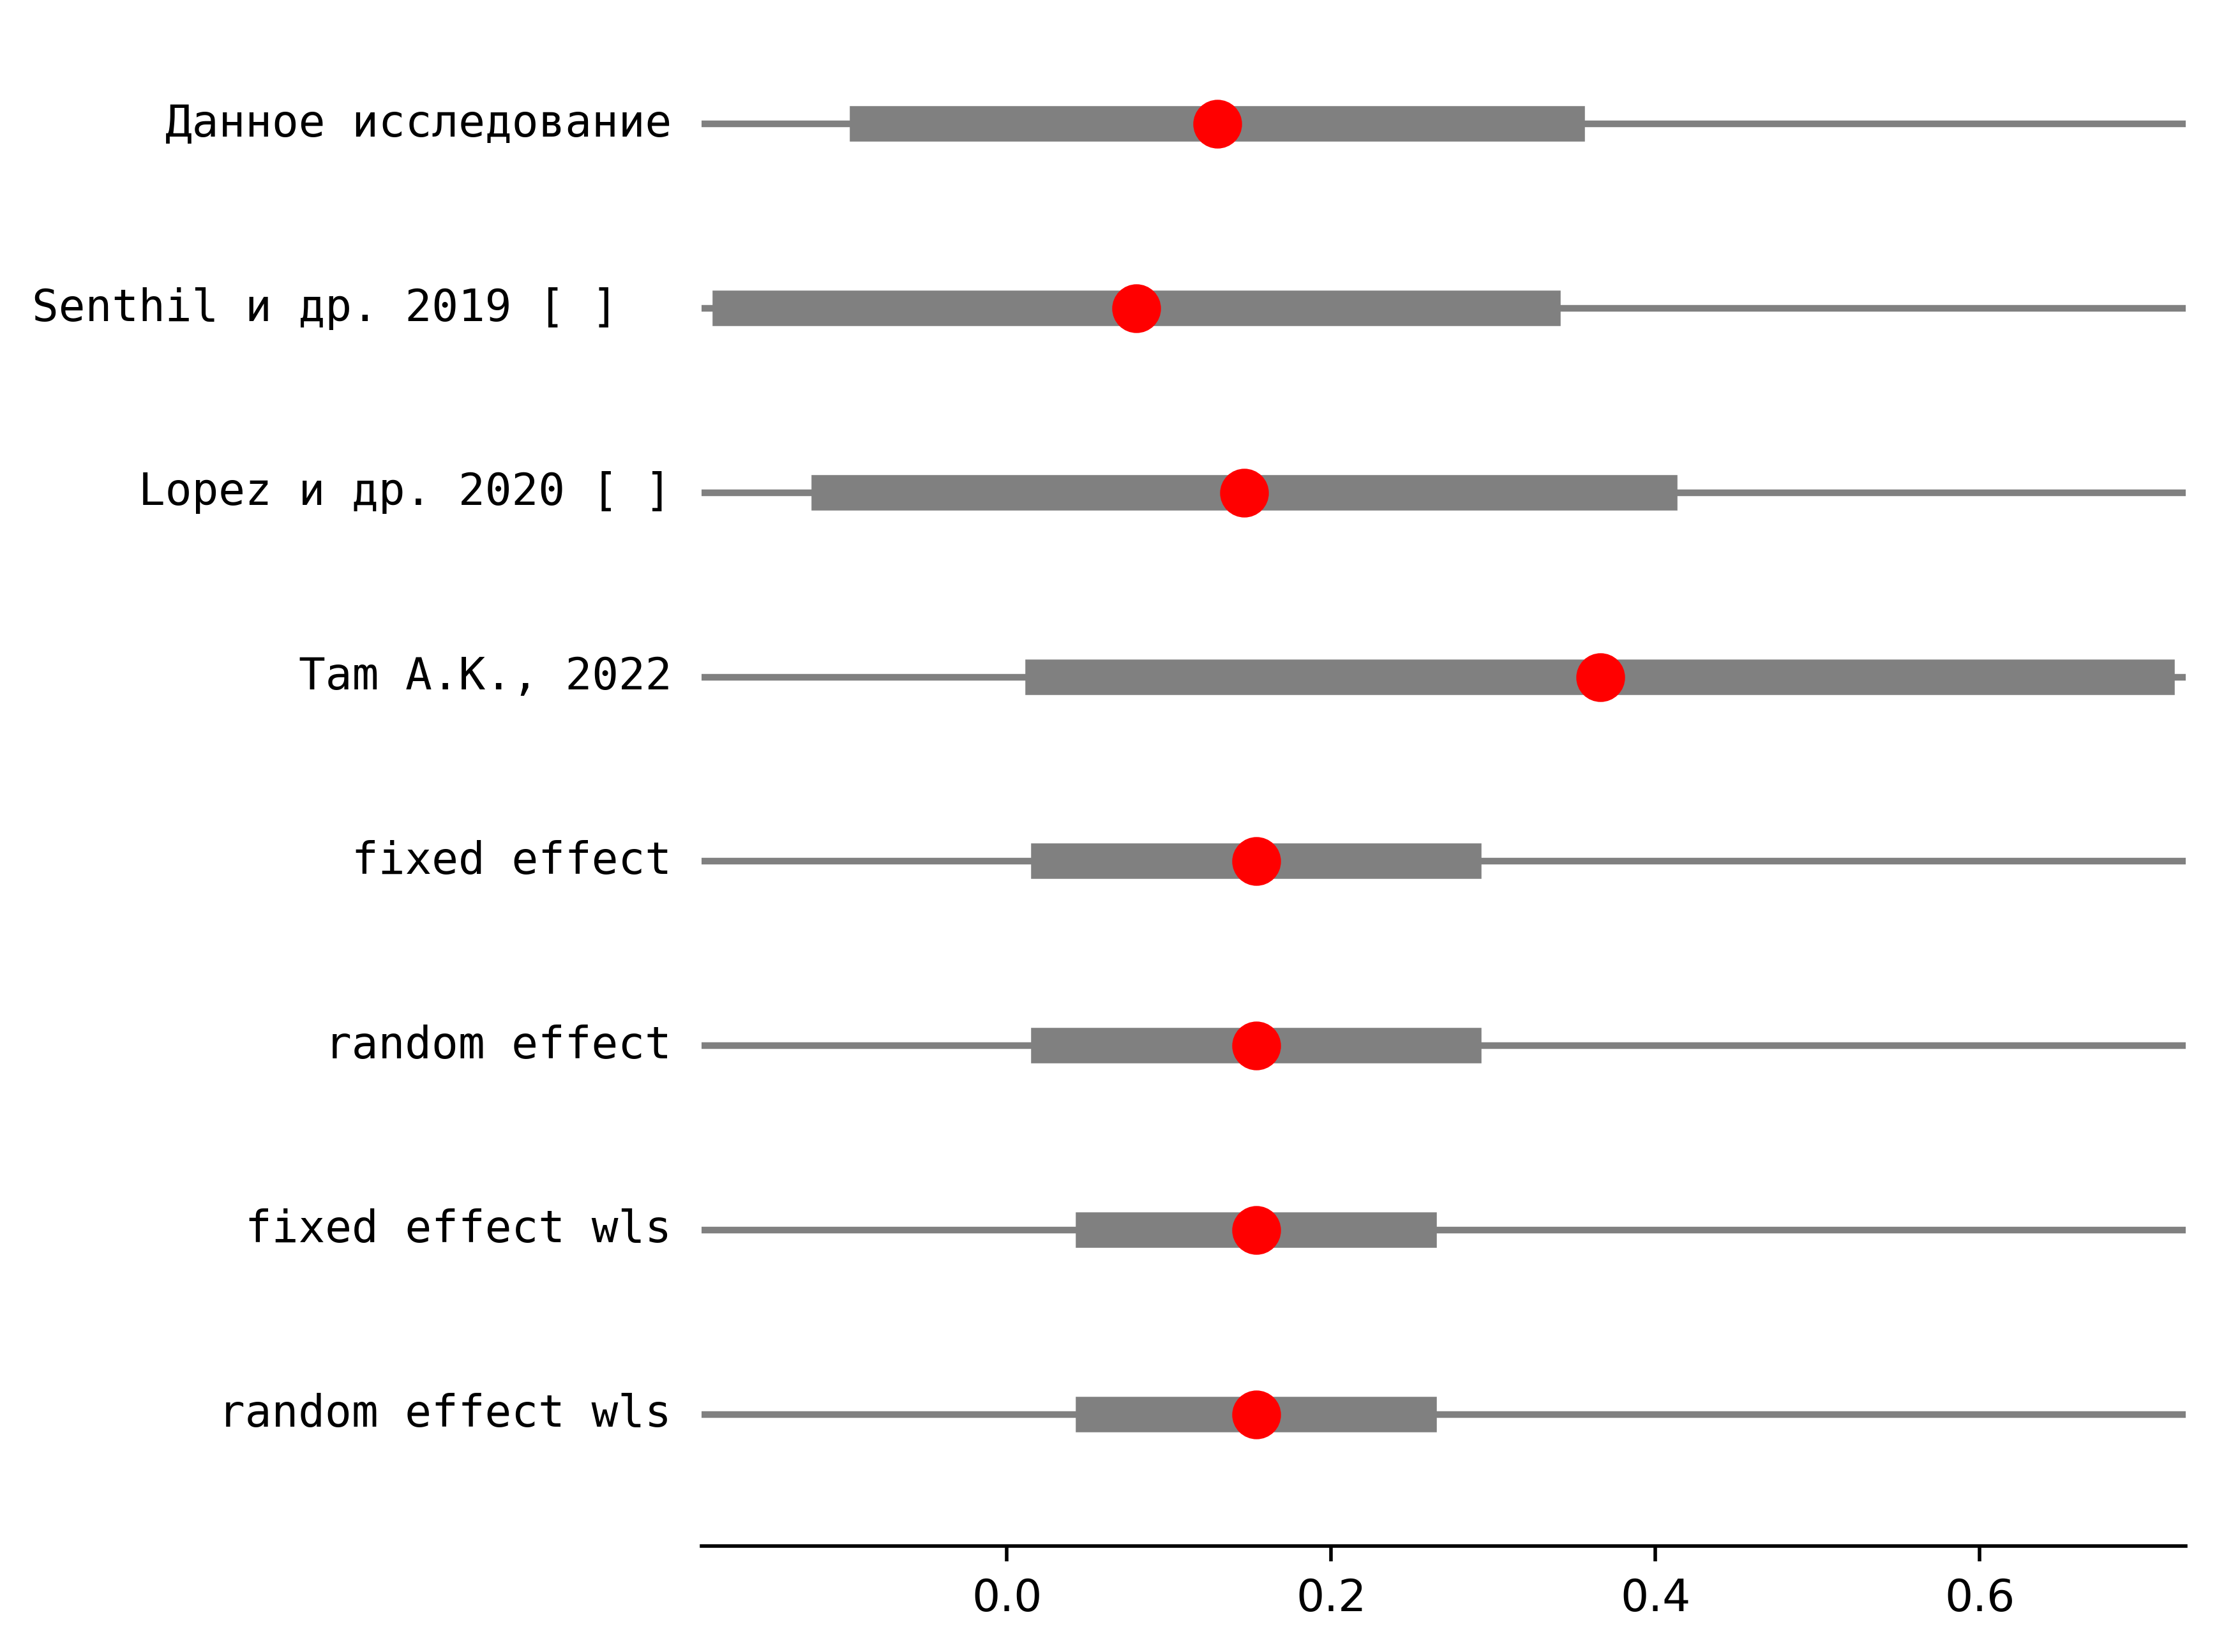 Данное исследование
Senthil и др. 2019 [ ]
Lopez и др. 2020 [ ]
Tam A.K., 2022
fixed effect
random effect
fixed effect wls
random effect wls
0.0 0.2 0.4 0.6